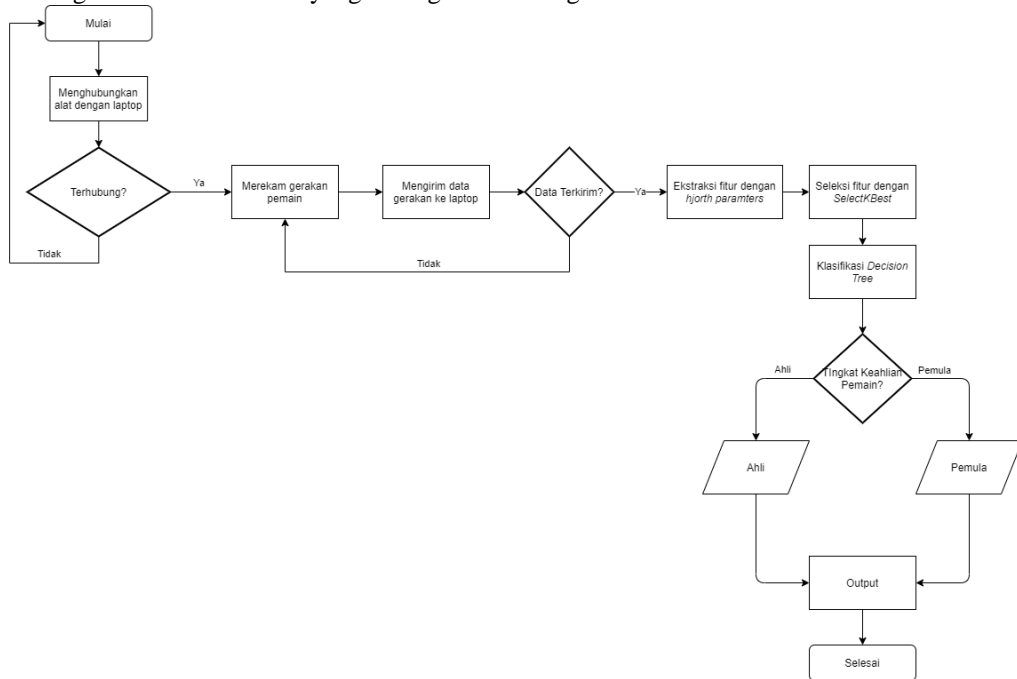 Mulai
Menghubungkan
alat dengan laptop
Terhubung?
Ya
Tidak
Merekam gerakan
pemain
Mengirim data
gerakan ke laptop
Data Terkirim?
Ya
Tidak
Ekstraksi fitur dengan
hjorth paramters
Seleksi fitur dengan
SelectKBest
Klasifikasi Decision
Tree
TIngkat Keahlian
Pemain?
Ahli
Pemula
Ahli
Pemula
Output
Selesai